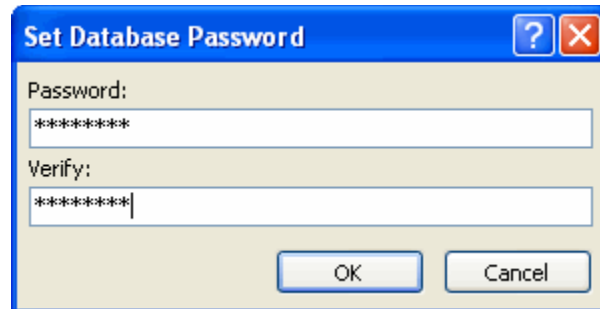 Set Database Password
?
Password:
********
Verify:
********
OK
Cancel